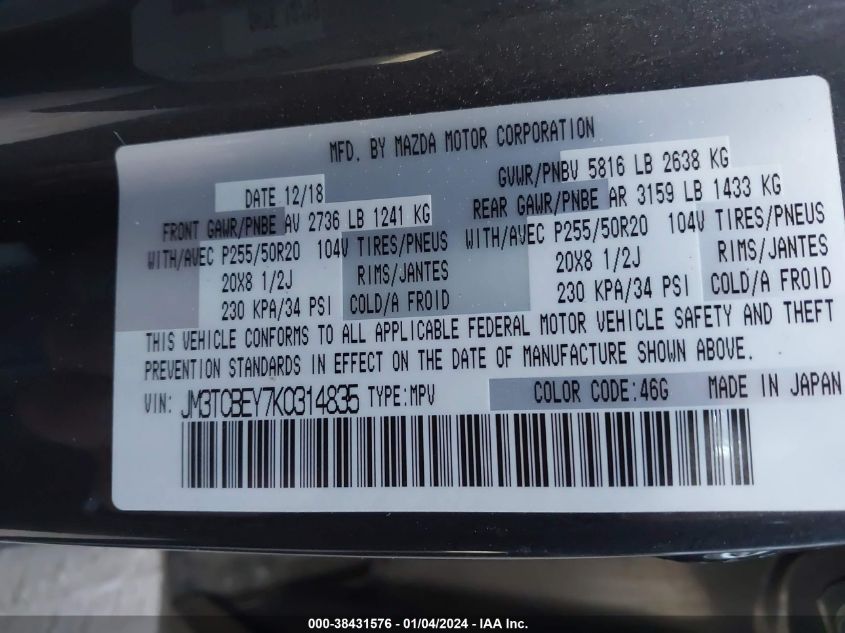 MFD. BY MAZDA MOTOR CORPORATION
DATE 12/18 GVWR/PNBV 5816 LB 2638 KG
FRONT GAWR/PNBE AV 2736 LB 1241 KG REAR GAWR/PNBE AR 3159 LB 1433 KG
WITH/AVEC P255/50R20 104V TIRES/PNEUS WITH/AVEC P255/50R20 104V TIRES/PNEUS
20X8 1/2J RIMS/JANTES 20X8 1/2J RIMS/JANTES
230 KPA/34 PSI COLD/A FROID 230 KPA/34 PSI COLD/A FROID
THIS VEHICLE CONFORMS TO ALL APPLICABLE FEDERAL MOTOR VEHICLE SAFETY AND THEFT
PREVENTION STANDARDS IN EFFECT ON THE DATE OF MANUFACTURE SHOWN ABOVE.
VIN: JM3TCBEY7K0314835 TYPE:MPV COLOR CODE:46G MADE IN JAPAN
000-38431576 — 01/04/2024 — IAA Inc.